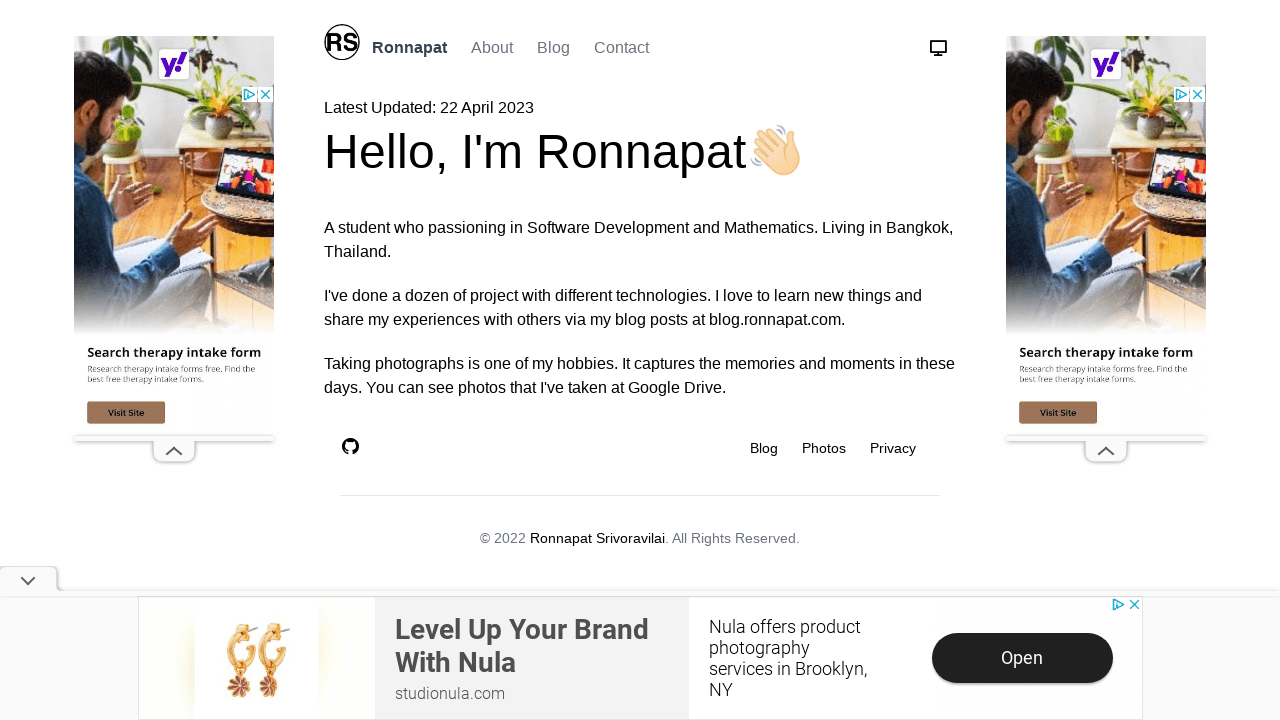 RS
Ronnapat About Blog Contact
Latest Updated: 22 April 2023
Hello, I'm Ronnapat
A student who passioning in Software Development and Mathematics. Living in Bangkok,
Thailand.
I've done a dozen of project with different technologies. I love to learn new things and
share my experiences with others via my blog posts at blog.ronnapat.com.
Taking photographs is one of my hobbies. It captures the memories and moments in these
days. You can see photos that I've taken at Google Drive.
Blog Photos Privacy
© 2022 Ronnapat Srivoravilai. All Rights Reserved.
y!
Search therapy intake form
Research therapy intake forms free. Find the
best free therapy intake forms.
Visit Site
y!
Search therapy intake form
Research therapy intake forms free. Find the
best free therapy intake forms.
Visit Site
Level Up Your Brand
With Nula
studionula.com
Nula offers product
photography
services in Brooklyn,
NY
Open